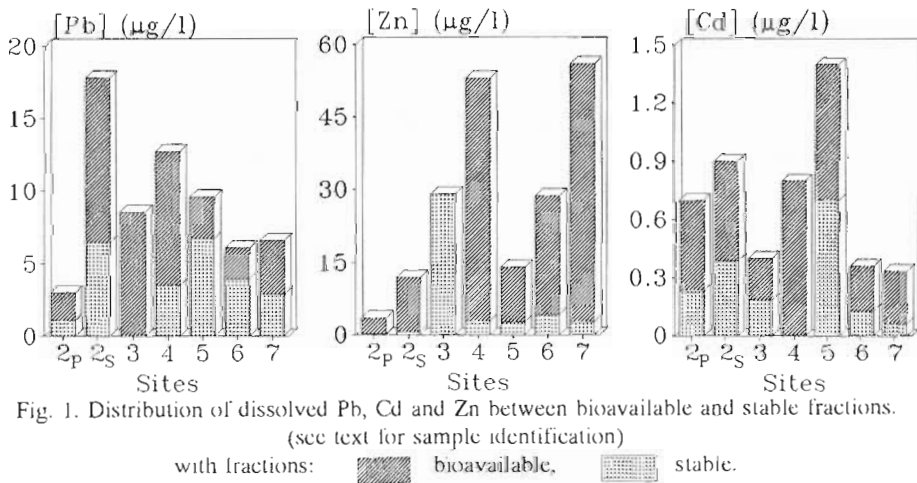 [Pb] (μg/l)
20
15
10
5
0
2P 2S 3 4 5 6 7
Sites
[Zn] (μg/l)
60
45
30
15
0
2P 2S 3 4 5 6 7
Sites
[Cd] (μg/l)
1.5
1.2
0.9
0.6
0.3
0
2P 2S 3 4 5 6 7
Sites
Fig. 1. Distribution of dissolved Pb, Cd and Zn between bioavailable and stable fractions.
(see text for sample identification)
with fractions: bioavailable, stable.